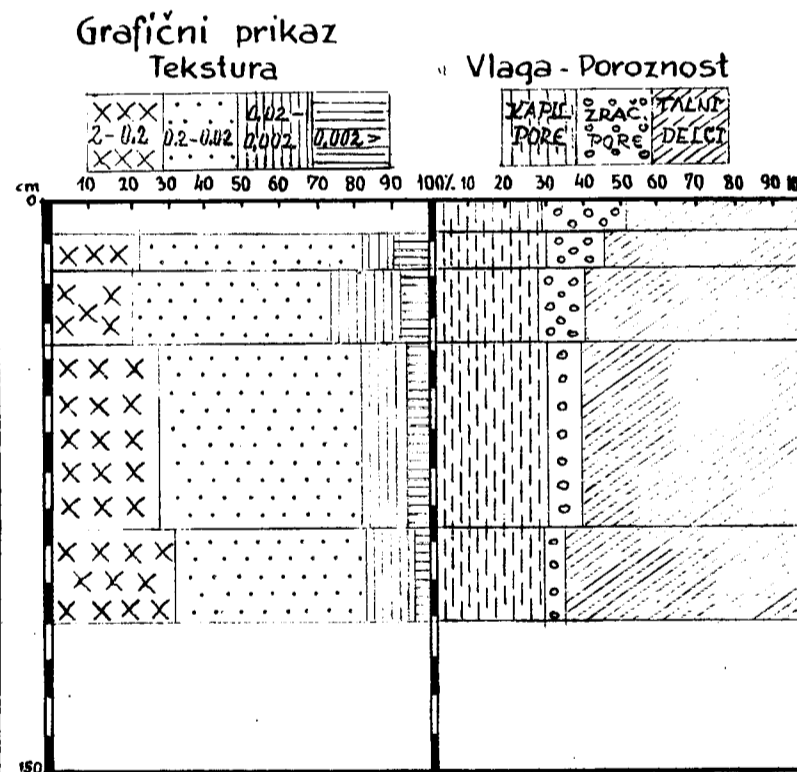 Grafični prikaz
Tekstura
Vlaga - Poroznost
2-0.2
0.2-0.02
0.02-
0.002
0.002 >
KAPIL.
PORE
ZRAČ.
PORE
TALNI
DELCI
cm 10 20 30 40 50 60 70 80 90 100%
10 20 30 40 50 60 70 80 90
0
150